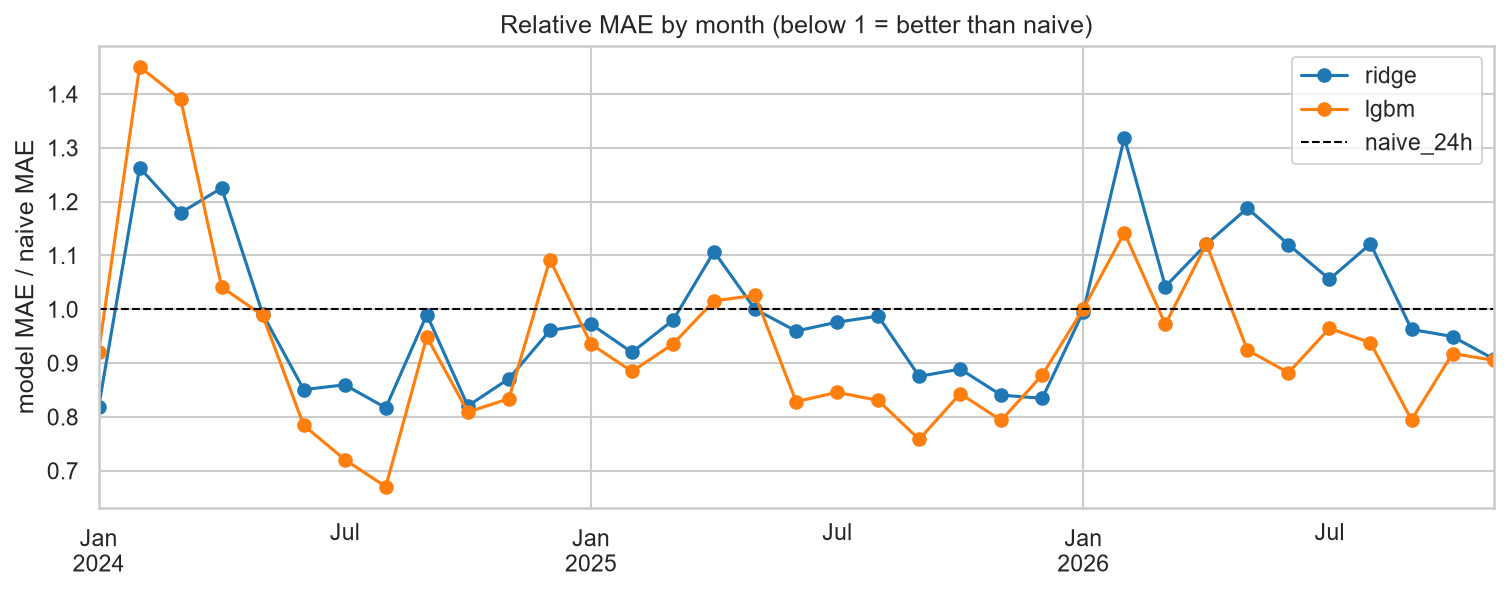 Relative MAE by month (below 1 = better than naive)
model MAE / naive MAE
1.4
1.3
1.2
1.1
1.0
0.9
0.8
0.7
ridge
lgbm
naive_24h
Jan
2024
Jul
Jan
2025
Jul
Jan
2026
Jul